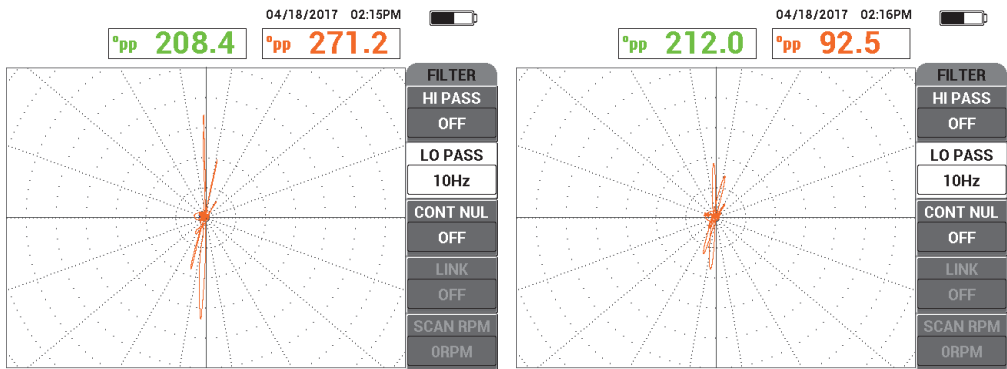 04/18/2017 02:15PM
°pp 208.4 °pp 271.2
FILTER
HI PASS
OFF
LO PASS
10Hz
CONT NUL
OFF
LINK
OFF
SCAN RPM
0RPM
04/18/2017 02:16PM
°pp 212.0 °pp 92.5
FILTER
HI PASS
OFF
LO PASS
10Hz
CONT NUL
OFF
LINK
OFF
SCAN RPM
0RPM